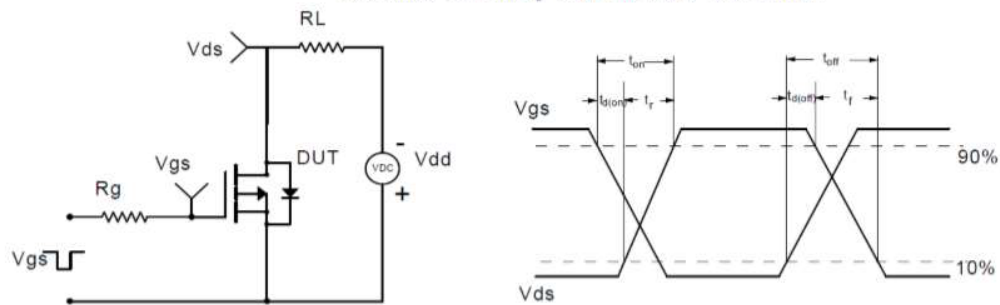 RL
Vds
Vgs
DUT
VDC
-
Vdd
+
Rg
Vgs
ton
td(on)
tr
toff
td(off)
tf
Vgs
90%
10%
Vds